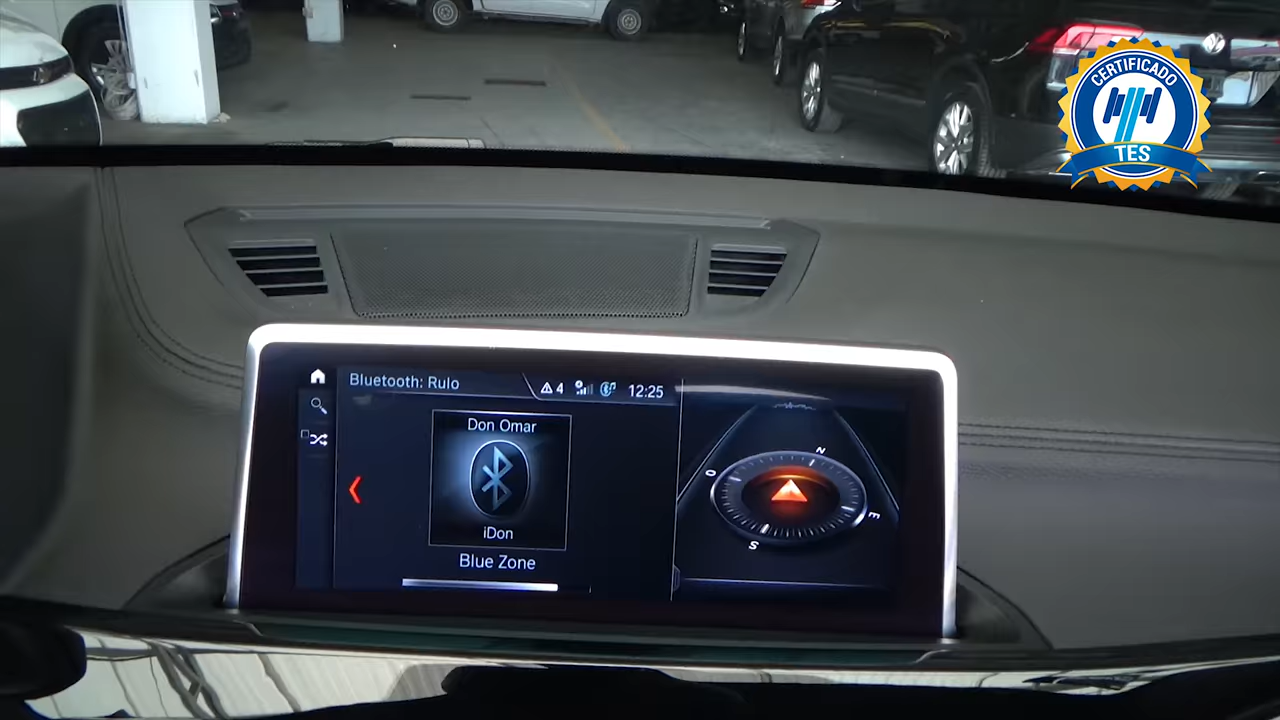 CERTIFICADO
TES
Bluetooth: Rulo
4
12:25
Don Omar
iDon
Blue Zone
N
O
E
S